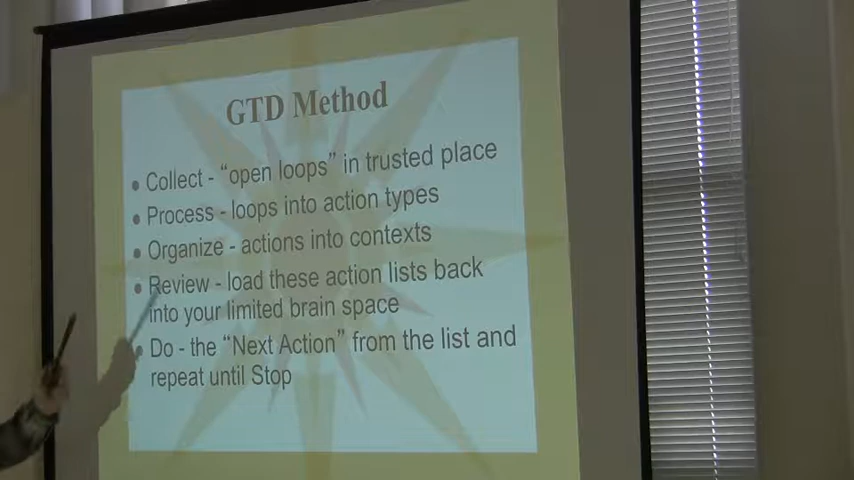 GTD Method
• Collect - “open loops” in trusted place
• Process - loops into action types
• Organize - actions into contexts
• Review - load these action lists back
into your limited brain space
• Do - the “Next Action” from the list and
repeat until Stop